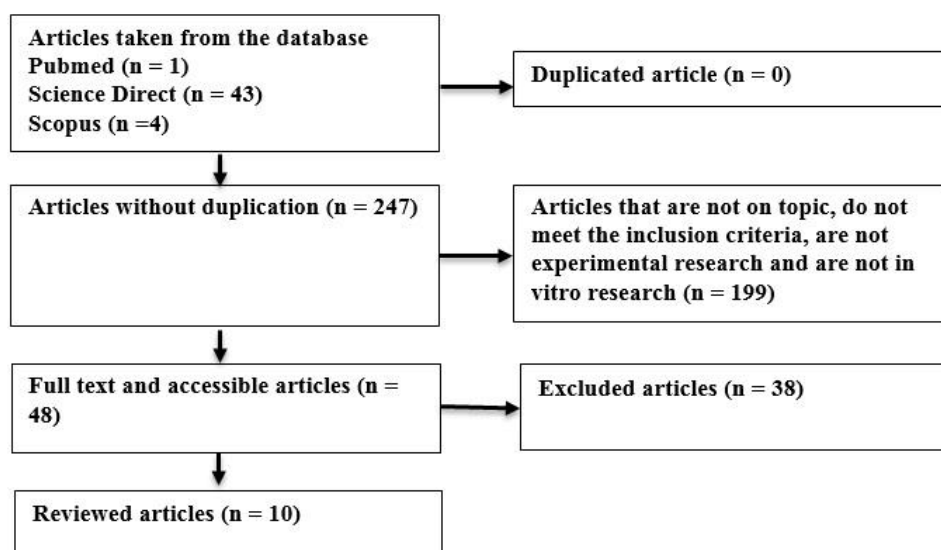 Articles taken from the database
Pubmed (n = 1)
Science Direct (n = 43)
Scopus (n =4)
Duplicated article (n = 0)
Articles without duplication (n = 247)
Articles that are not on topic, do not
meet the inclusion criteria, are not
experimental research and are not in
vitro research (n = 199)
Full text and accessible articles (n =
48)
Excluded articles (n = 38)
Reviewed articles (n = 10)